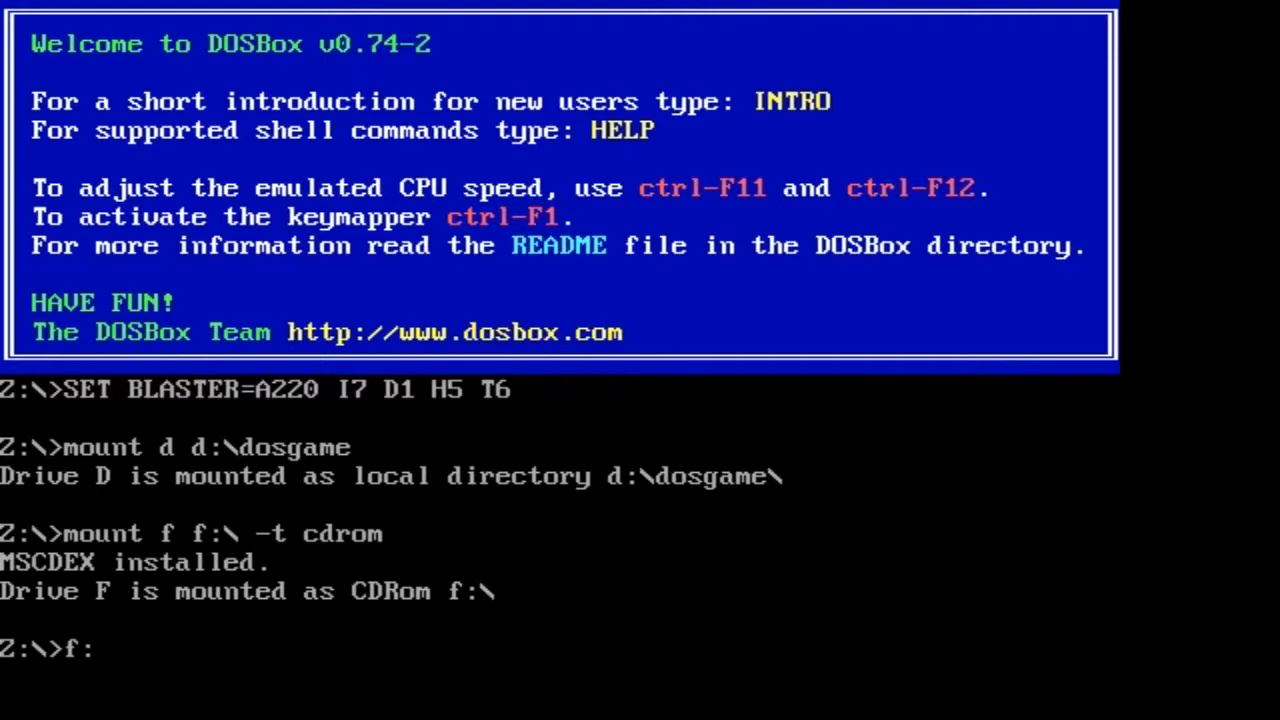 Welcome to DOSBox v0.74-2
For a short introduction for new users type: INTRO
For supported shell commands type: HELP
To adjust the emulated CPU speed, use ctrl-F11 and ctrl-F12.
To activate the keymapper ctrl-F1.
For more information read the README file in the DOSBox directory.
HAVE FUN!
The DOSBox Team http://www.dosbox.com
Z:\>SET BLASTER=A220 I7 D1 H5 T6
Z:\>mount d d:\dosgame
Drive D is mounted as local directory d:\dosgame\
Z:\>mount f f:\ -t cdrom
MSCDEX installed.
Drive F is mounted as CDRom f:\
Z:\>f: